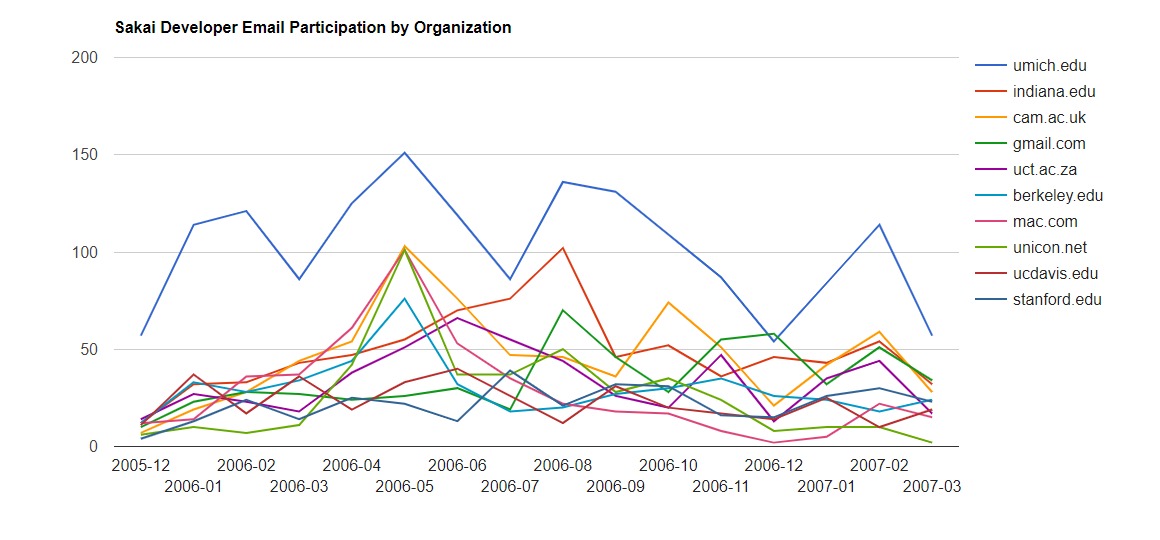 Sakai Developer Email Participation by Organization
200
150
100
50
0
2005-12
2006-01
2006-02
2006-03
2006-04
2006-05
2006-06
2006-07
2006-08
2006-09
2006-10
2006-11
2006-12
2007-01
2007-02
2007-03
umich.edu
indiana.edu
cam.ac.uk
gmail.com
uct.ac.za
berkeley.edu
mac.com
unicon.net
ucdavis.edu
stanford.edu